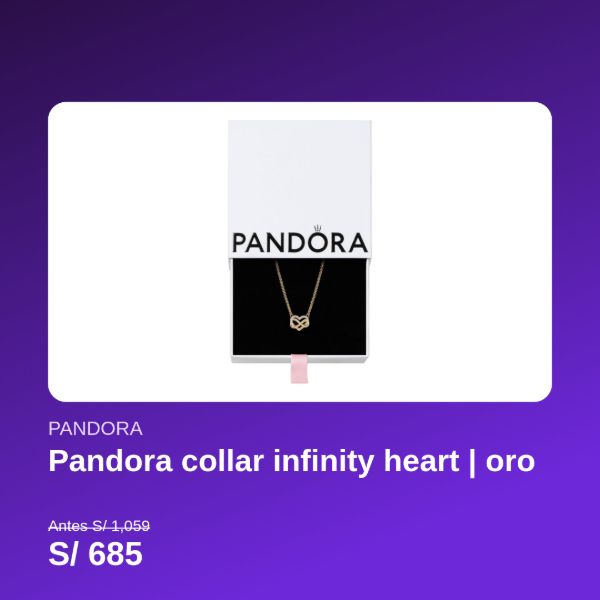 PANDORA
PANDORA
Pandora collar infinity heart | oro
Antes S/ 1,059
S/ 685